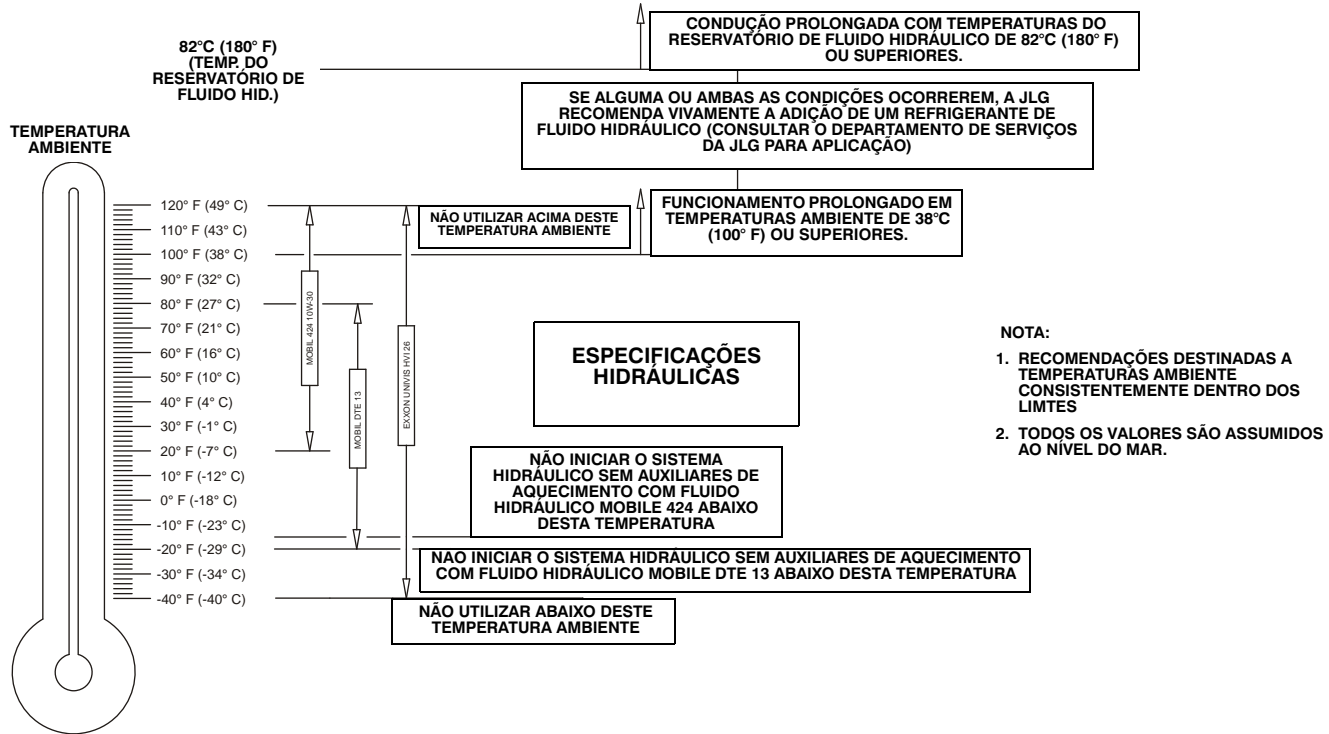 82°C (180° F)
(TEMP. DO
RESERVATÓRIO DE
FLUIDO HID.)
CONDUÇÃO PROLONGADA COM TEMPERATURAS DO
RESERVATÓRIO DE FLUIDO HIDRÁULICO DE 82°C (180° F)
OU SUPERIORES.
SE ALGUMA OU AMBAS AS CONDIÇÕES OCORREREM, A JLG
RECOMENDA VIVAMENTE A ADIÇÃO DE UM REFRIGERANTE DE
FLUIDO HIDRÁULICO (CONSULTAR O DEPARTAMENTO DE SERVIÇOS
DA JLG PARA APLICAÇÃO)
TEMPERATURA
AMBIENTE
120° F (49° C)
110° F (43° C)
100° F (38° C)
90° F (32° C)
80° F (27° C)
70° F (21° C)
60° F (16° C)
50° F (10° C)
40° F (4° C)
30° F (-1° C)
20° F (-7° C)
10° F (-12° C)
0° F (-18° C)
-10° F (-23° C)
-20° F (-29° C)
-30° F (-34° C)
-40° F (-40° C)
MOBIL 424 10W-30
MOBIL DTE 13
EXXON UNIVIS HVI 26
NÃO UTILIZAR ACIMA DESTE
TEMPERATURA AMBIENTE
FUNCIONAMENTO PROLONGADO EM
TEMPERATURAS AMBIENTE DE 38°C
(100° F) OU SUPERIORES.
ESPECIFICAÇÕES
HIDRÁULICAS
NOTA:
1. RECOMENDAÇÕES DESTINADAS A
TEMPERATURAS AMBIENTE
CONSISTENTEMENTE DENTRO DOS
LIMTES
2. TODOS OS VALORES SÃO ASSUMIDOS
AO NÍVEL DO MAR.
NÃO INICIAR O SISTEMA
HIDRÁULICO SEM AUXILIARES DE
AQUECIMENTO COM FLUIDO
HIDRÁULICO MOBILE 424 ABAIXO
DESTA TEMPERATURA
NAO INICIAR O SISTEMA HIDRÁULICO SEM AUXILIARES DE AQUECIMENTO
COM FLUIDO HIDRÁULICO MOBILE DTE 13 ABAIXO DESTA TEMPERATURA
NÃO UTILIZAR ABAIXO DESTE
TEMPERATURA AMBIENTE